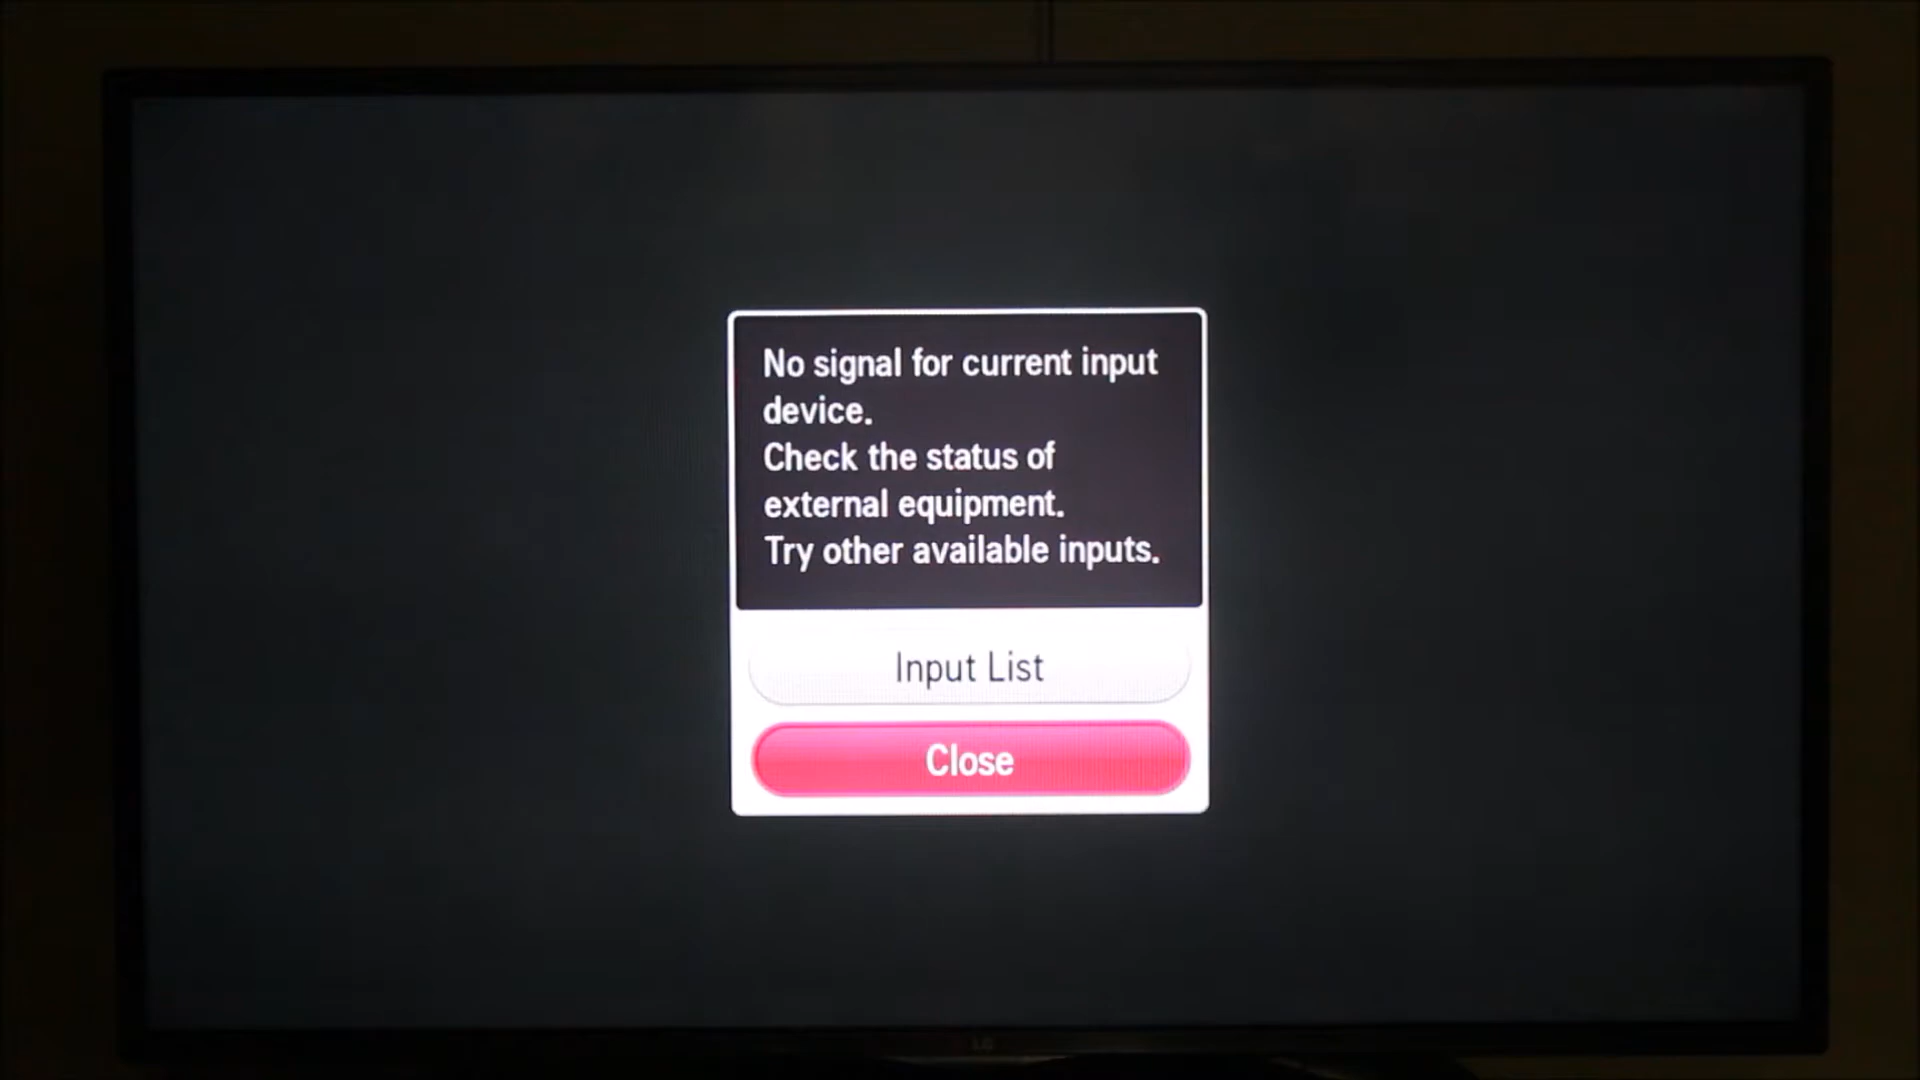 No signal for current input
device.
Check the status of
external equipment.
Try other available inputs.
Input List
Close
LG